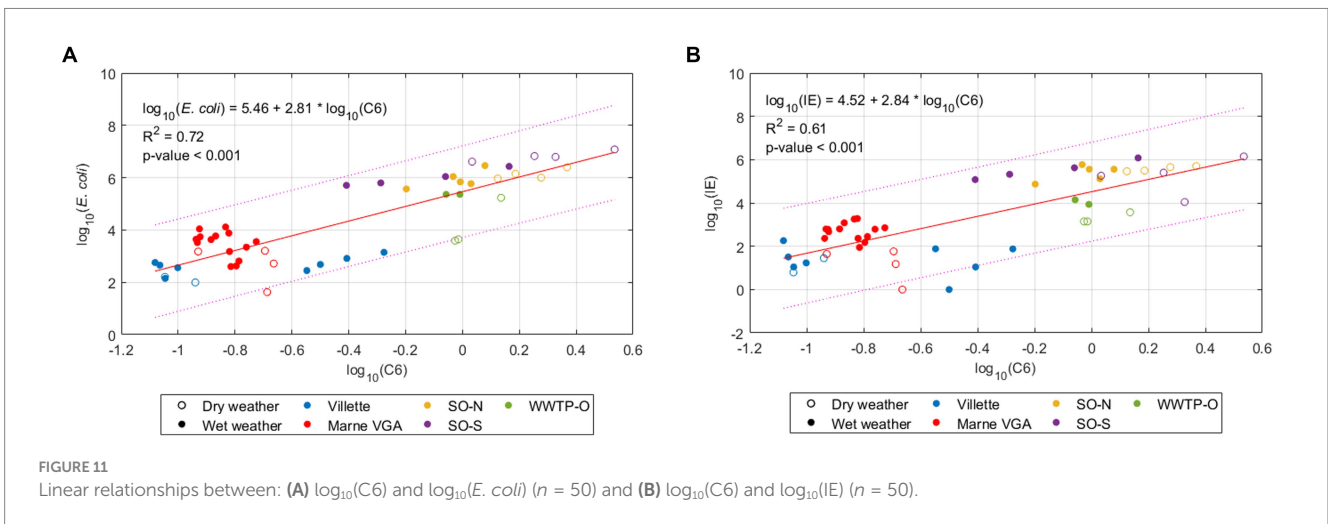 A
10
8
6
4
2
0
log10(E. coli)
log10(E. coli) = 5.46 + 2.81 * log10(C6)
R2 = 0.72
p-value < 0.001
-1.2 -1 -0.8 -0.6 -0.4 -0.2 0 0.2 0.4 0.6
log10(C6)
Dry weather Villette SO-N WWTP-O
Wet weather Marne VGA SO-S
B
10
8
6
4
2
0
-2
log10(IE)
log10(IE) = 4.52 + 2.84 * log10(C6)
R2 = 0.61
p-value < 0.001
-1.2 -1 -0.8 -0.6 -0.4 -0.2 0 0.2 0.4 0.6
log10(C6)
Dry weather Villette SO-N WWTP-O
Wet weather Marne VGA SO-S
FIGURE 11
Linear relationships between: (A) log10(C6) and log10(E. coli) (n = 50) and (B) log10(C6) and log10(IE) (n = 50).